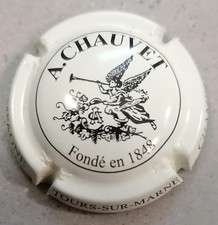 A. CHAUVET
Fondé en 1848
TOURS-SUR-MARNE